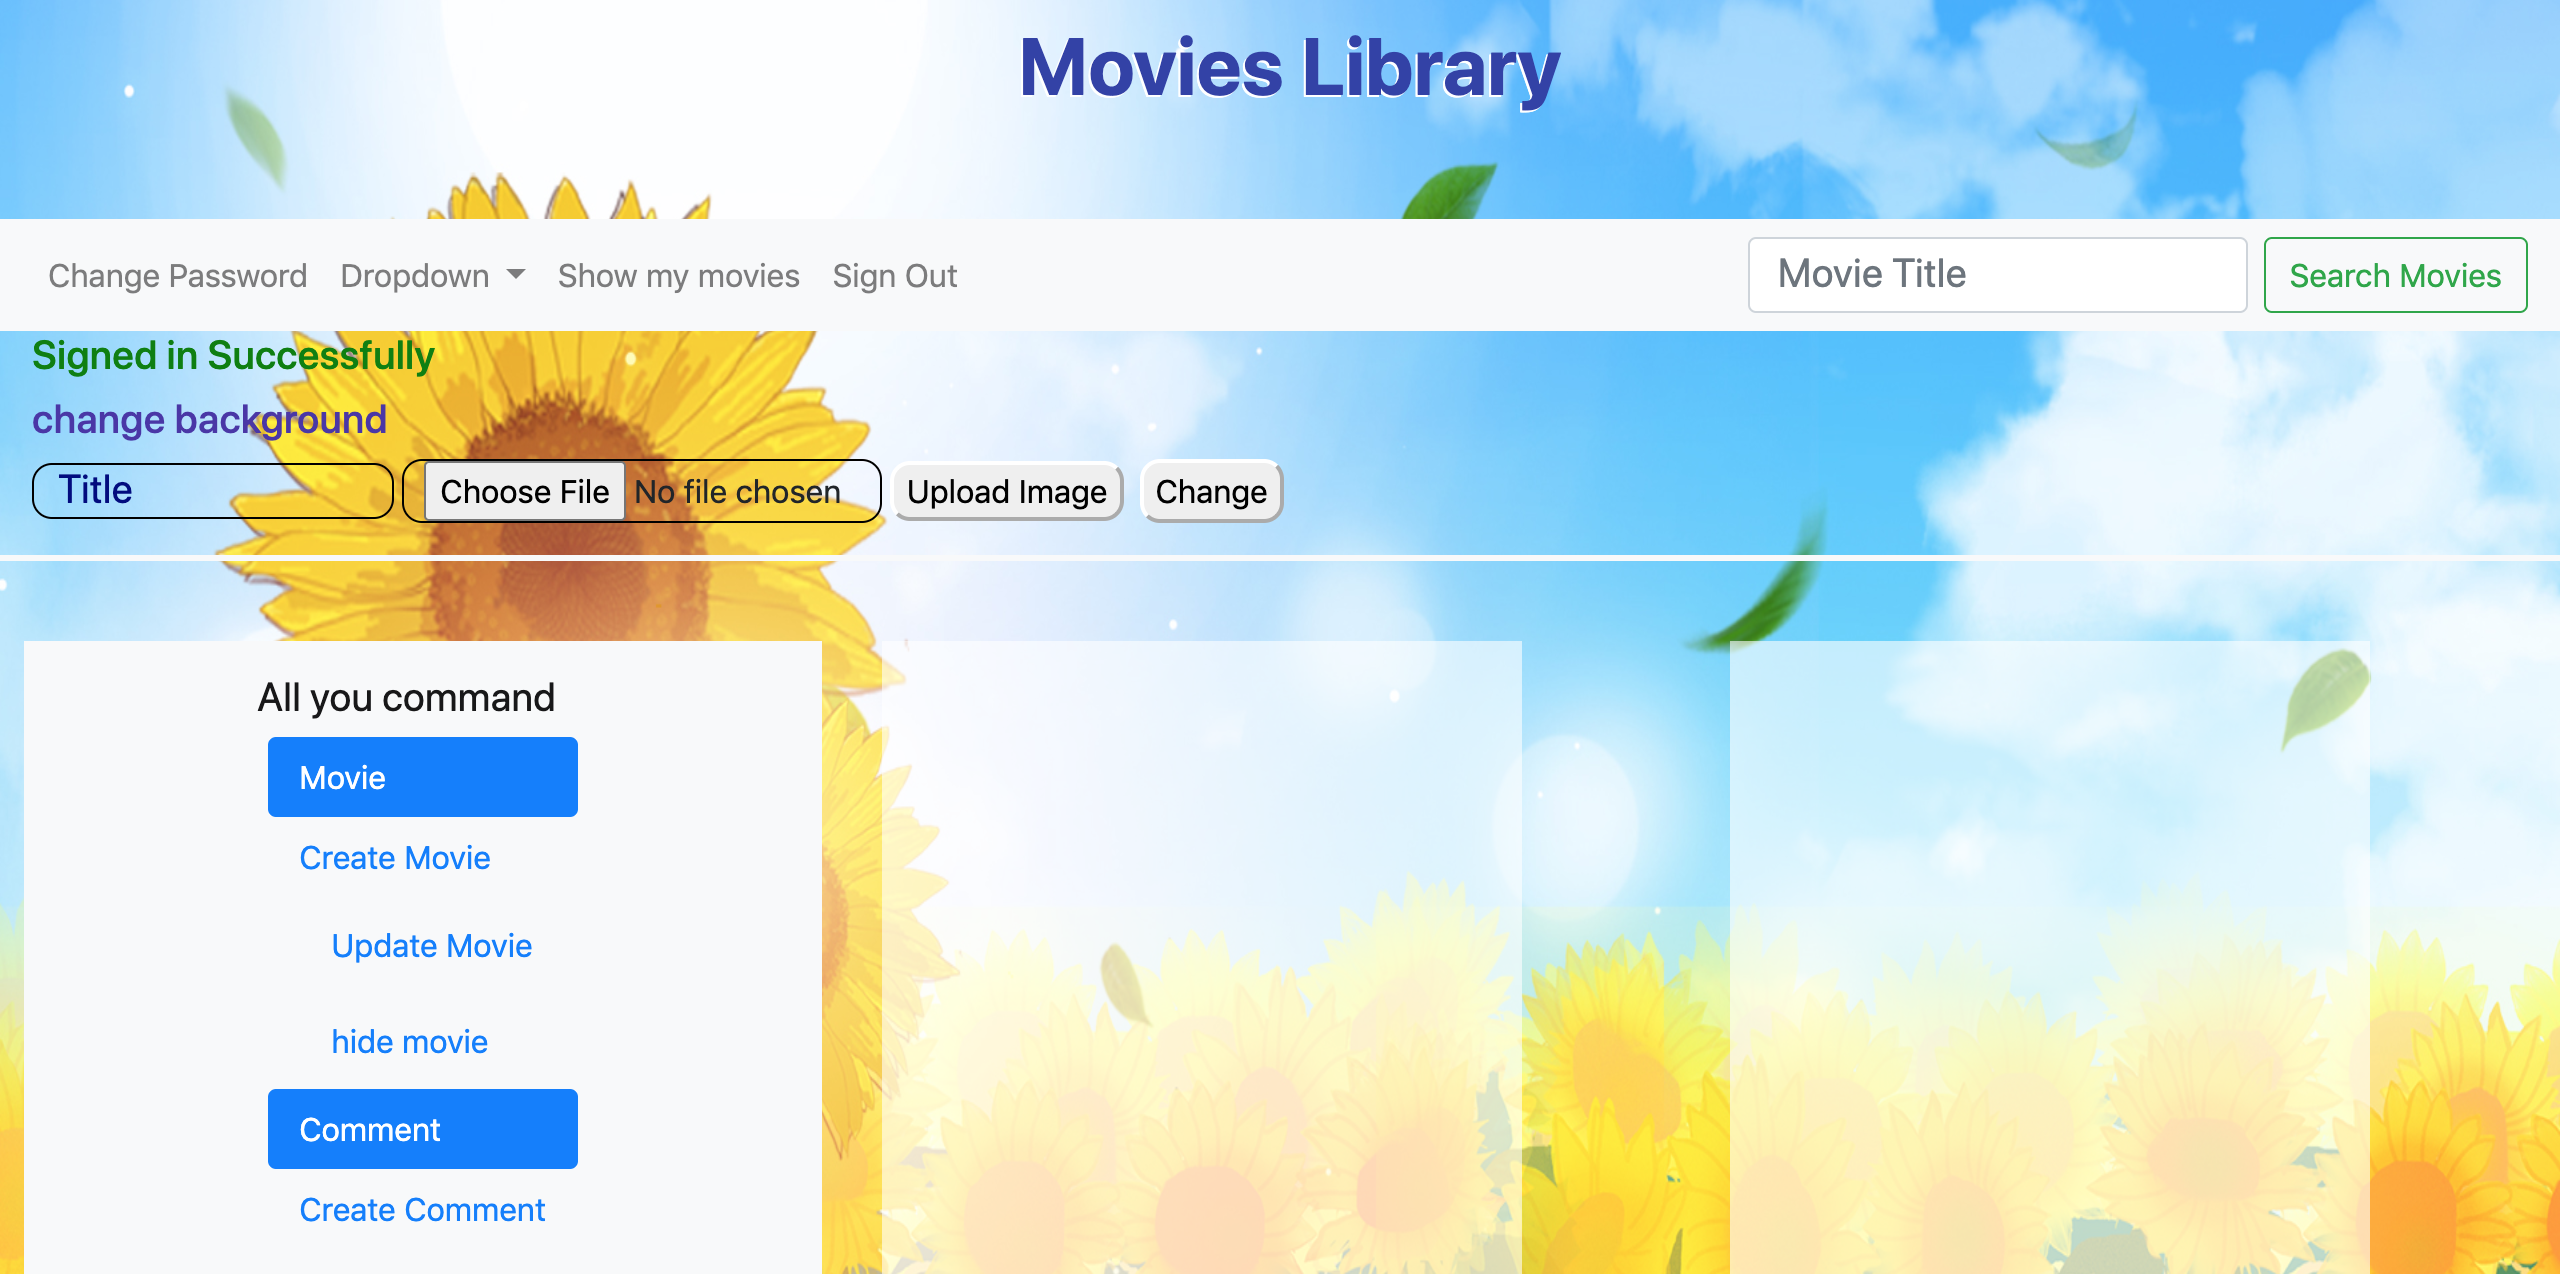 Movies Library
Change Password Dropdown Show my movies Sign Out Movie Title Search Movies
Signed in Successfully
change background
Title Choose File No file chosen Upload Image Change
All you command
Movie
Create Movie
Update Movie
hide movie
Comment
Create Comment